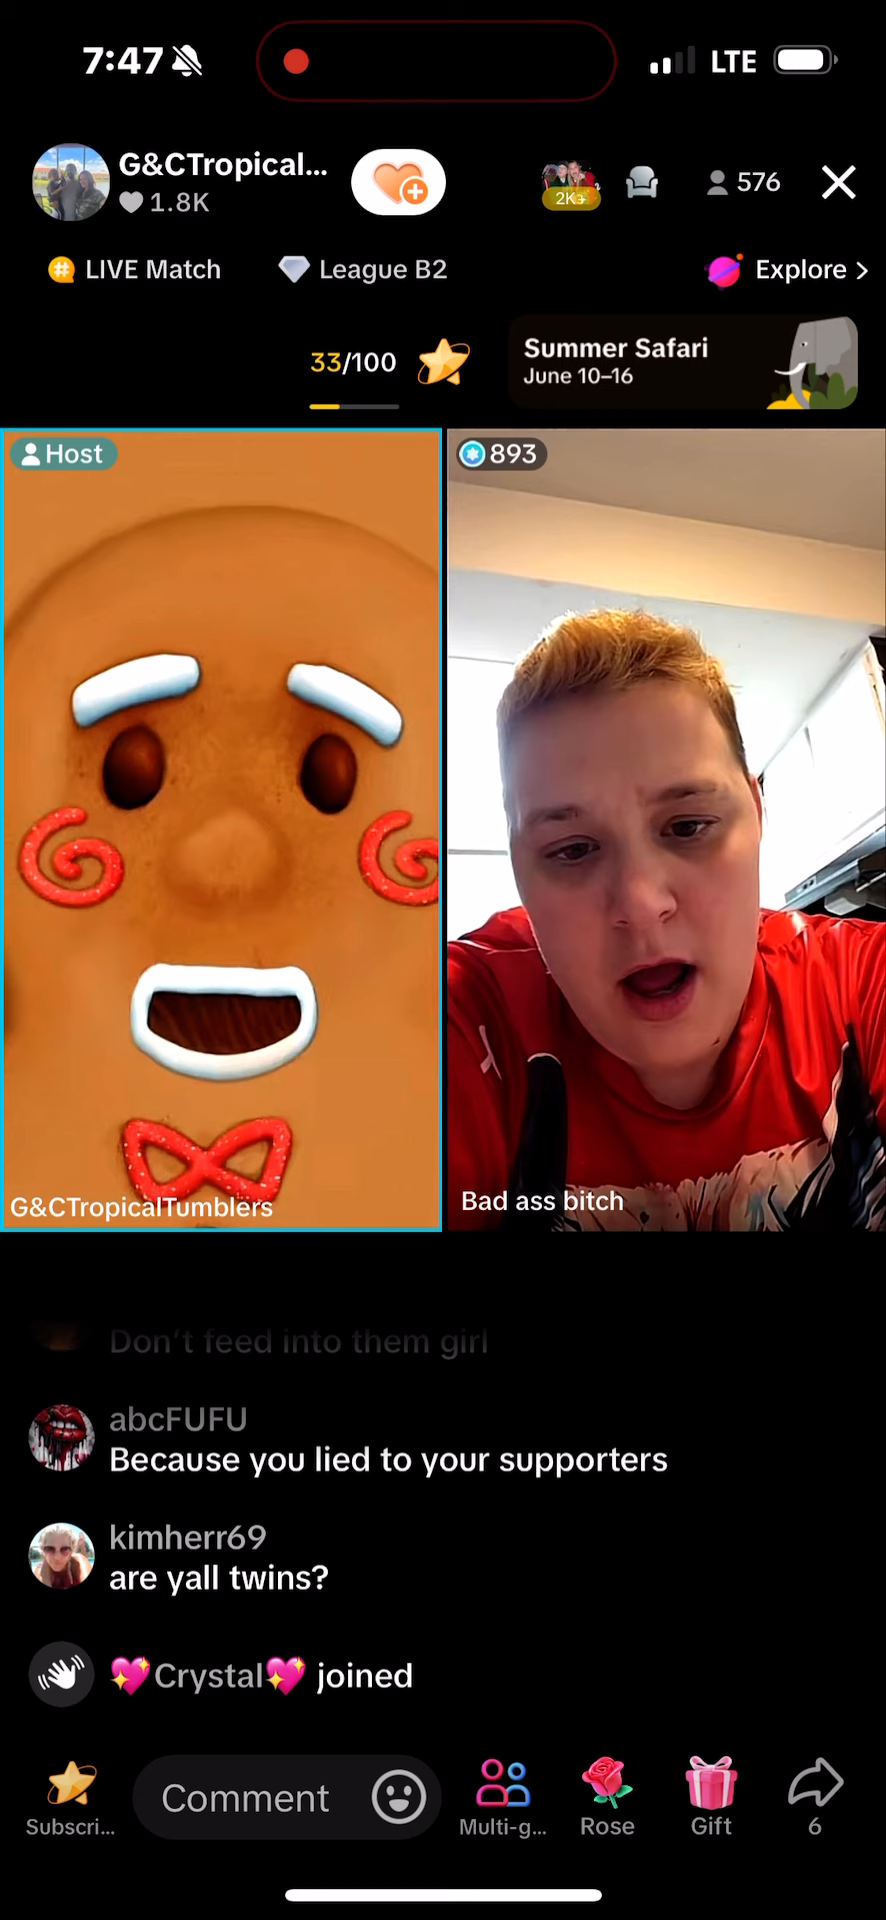 7:47
LTE
G&CTropical...
1.8K
2K+
576
LIVE Match
League B2
Explore >
33/100
Summer Safari
June 10–16
Host
893
G&CTropicalTumblers
Bad ass bitch
Don't feed into them girl
abcFUFU
Because you lied to your supporters
kimherr69
are yall twins?
💖Crystal💖 joined
Comment
Subscri...
Multi-g...
Rose
Gift
6